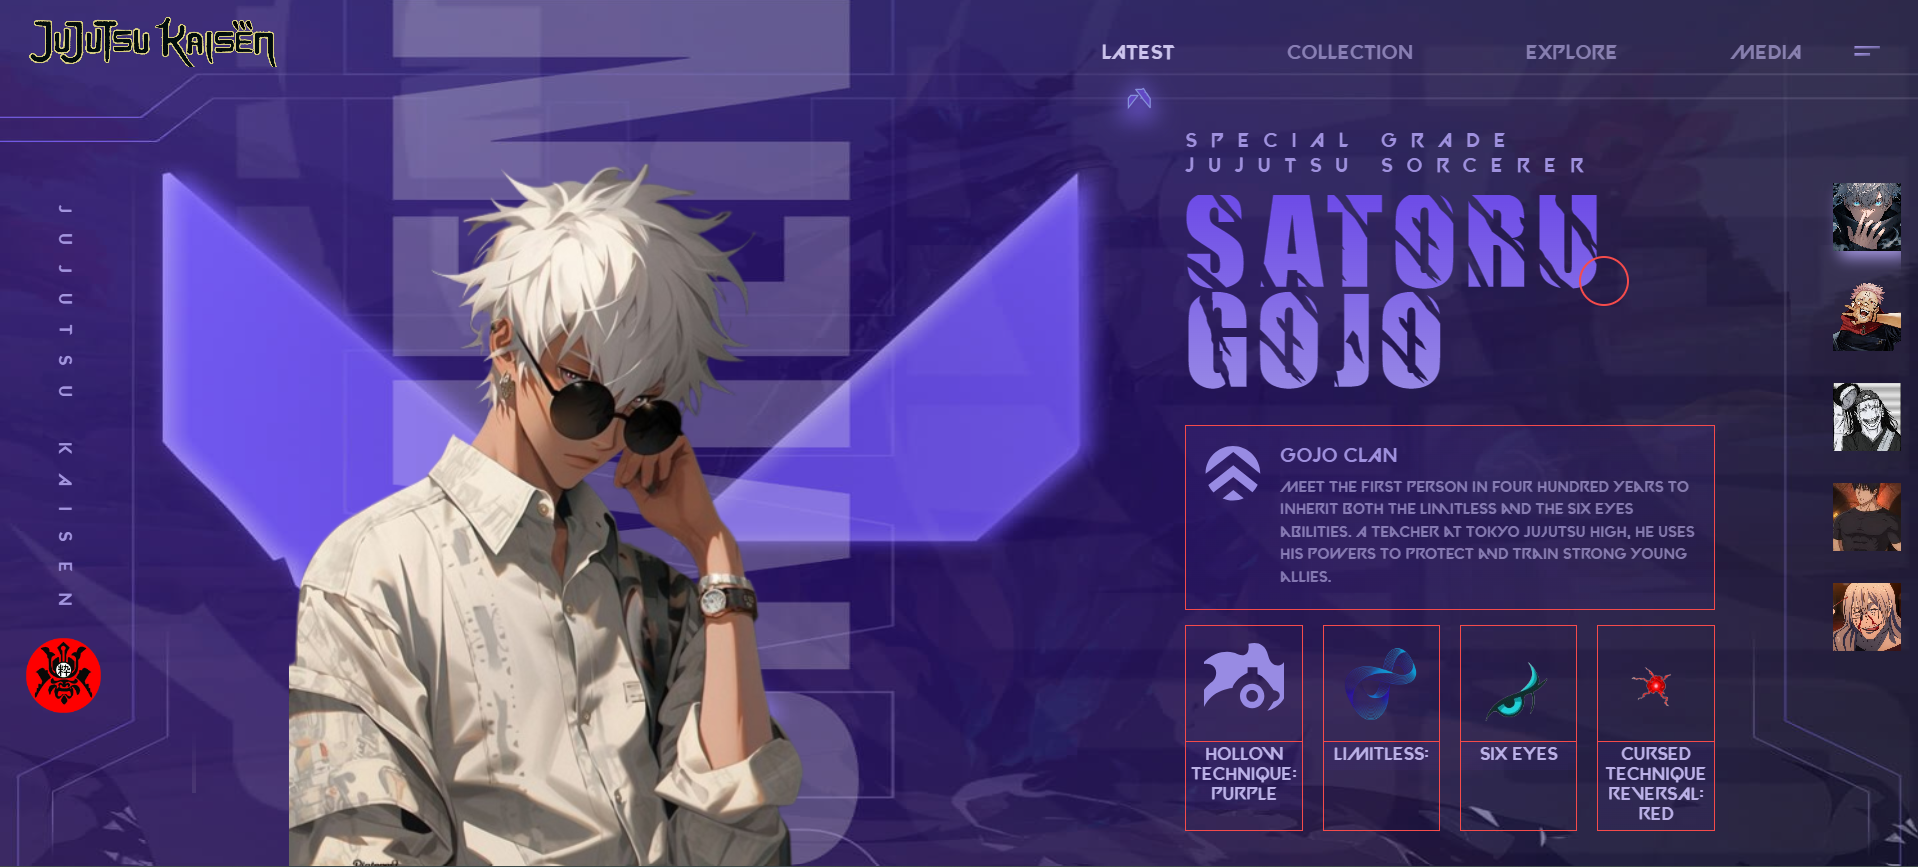 JUJUTSU KAISEN
LATEST
COLLECTION
EXPLORE
MEDIA
SPECIAL GRADE
JUJUTSU SORCERER
SATORU
GOJO
JUJUTSU KAISEN
GOJO CLAN
MEET THE FIRST PERSON IN FOUR HUNDRED YEARS TO
INHERIT BOTH THE LIMITLESS AND THE SIX EYES
ABILITIES. A TEACHER AT TOKYO JUJUTSU HIGH, HE USES
HIS POWERS TO PROTECT AND TRAIN STRONG YOUNG
ALLIES.
HOLLOW
TECHNIQUE:
PURPLE
LIMITLESS:
SIX EYES
CURSED
TECHNIQUE
REVERSAL:
RED